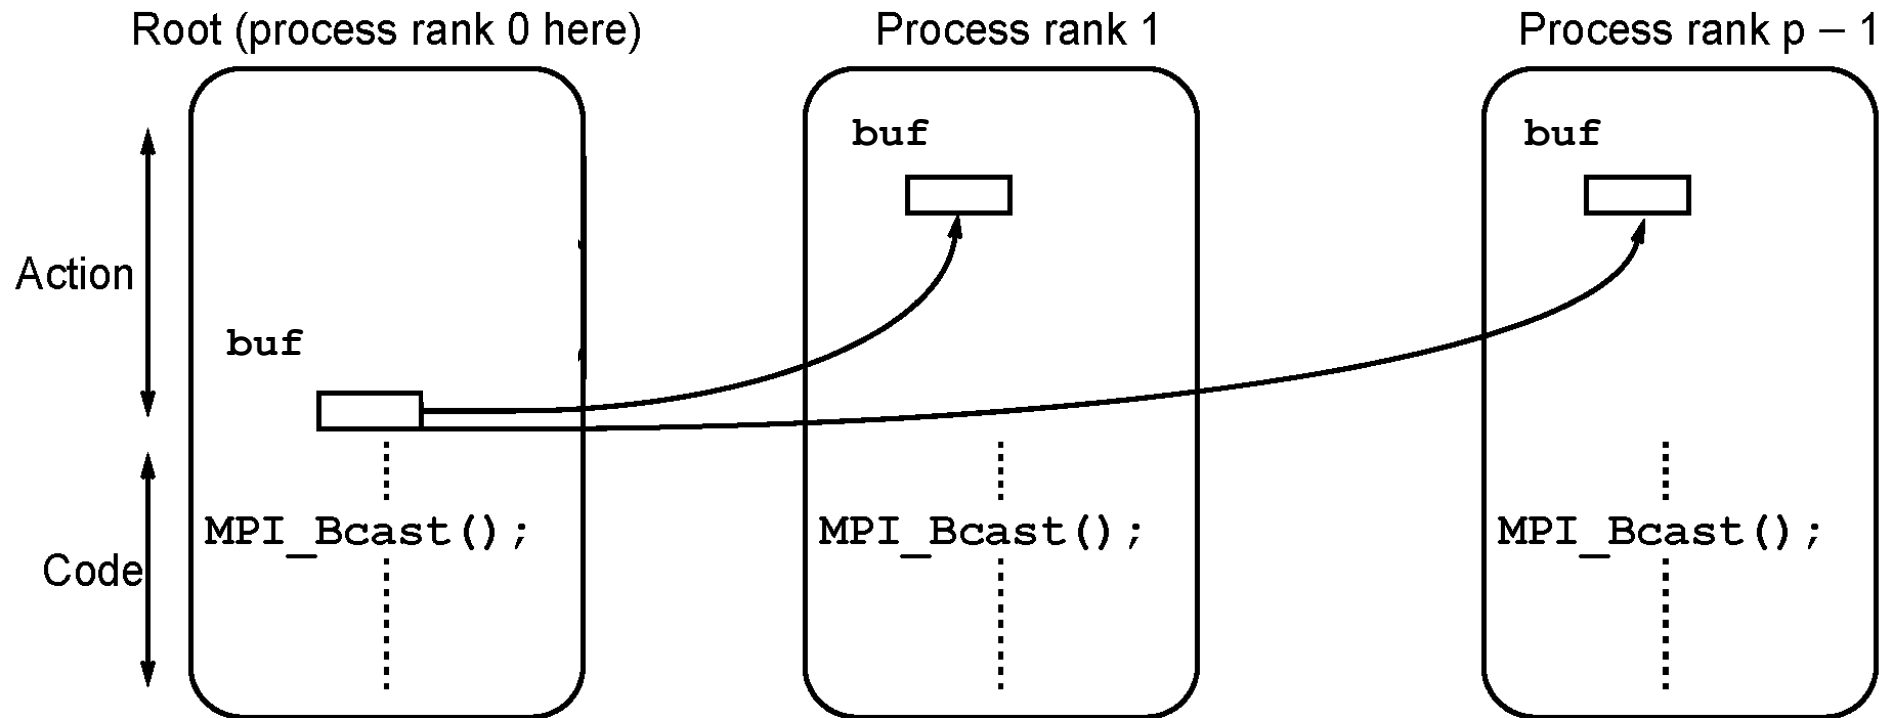 Root (process rank 0 here)
Process rank 1
Process rank p – 1
buf
buf
Action
buf
MPI_Bcast();
MPI_Bcast();
MPI_Bcast();
Code